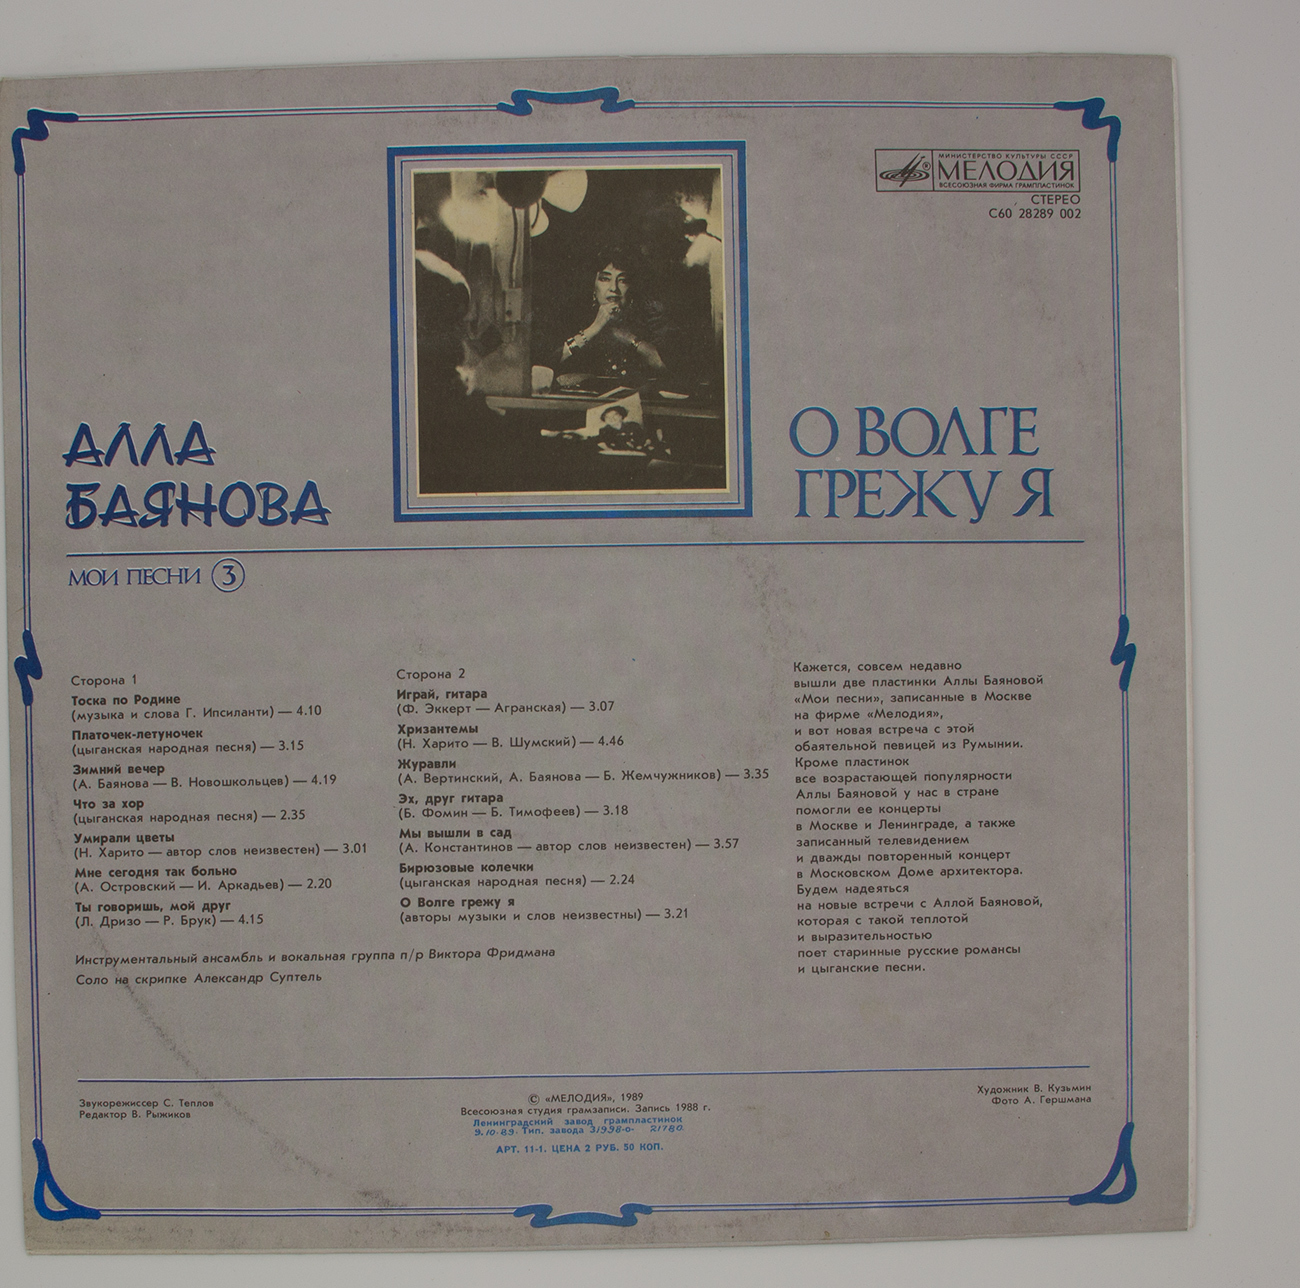 МИНИСТЕРСТВО КУЛЬТУРЫ СССР
МЕЛОДИЯ
ВСЕСОЮЗНАЯ ФИРМА ГРАМПЛАСТИНОК
СТЕРЕО
С60 28289 002
АЛЛА
БАЯНОВА
О ВОЛГЕ
ГРЕЖУ Я
МОИ ПЕСНИ 3
Сторона 1
Тоска по Родине
(музыка и слова Г. Ипсиланти) — 4.10
Платочек-летуночек
(цыганская народная песня) — 3.15
Зимний вечер
(А. Баянова — В. Новошкольцев) — 4.19
Что за хор
(цыганская народная песня) — 2.35
Умирали цветы
(Н. Харито — автор слов неизвестен) — 3.01
Мне сегодня так больно
(А. Островский — И. Аркадьев) — 2.20
Ты говоришь, мой друг
(Л. Дризо — Р. Брук) — 4.15
Сторона 2
Играй, гитара
(Ф. Эккерт — Агранская) — 3.07
Хризантемы
(Н. Харито — В. Шумский) — 4.46
Журавли
(А. Вертинский, А. Баянова — Б. Жемчужников) — 3.35
Эх, друг гитара
(Б. Фомин — Б. Тимофеев) — 3.18
Мы вышли в сад
(А. Константинов — автор слов неизвестен) — 3.57
Бирюзовые колечки
(цыганская народная песня) — 2.24
О Волге грежу я
(авторы музыки и слов неизвестны) — 3.21
Инструментальный ансамбль и вокальная группа п/р Виктора Фридмана
Соло на скрипке Александр Суптель
Кажется, совсем недавно
вышли две пластинки Аллы Баяновой
«Мои песни», записанные в Москве
на фирме «Мелодия»,
и вот новая встреча с этой
обаятельной певицей из Румынии.
Кроме пластинок
все возрастающей популярности
Аллы Баяновой у нас в стране
помогли ее концерты
в Москве и Ленинграде, а также
записанный телевидением
и дважды повторенный концерт
в Московском Доме архитектора.
Будем надеяться
на новые встречи с Аллой Баяновой,
которая с такой теплотой
и выразительностью
поет старинные русские романсы
и цыганские песни.
Звукорежиссер С. Теплов
Редактор В. Рыжиков
© «МЕЛОДИЯ», 1989
Всесоюзная студия грамзаписи. Запись 1988 г.
Ленинградский завод грампластинок
9.10.89. Тип. завода З/998-0- 21780
АРТ. 11-1. ЦЕНА 2 РУБ. 50 КОП.
Художник В. Кузьмин
Фото А. Гершмана